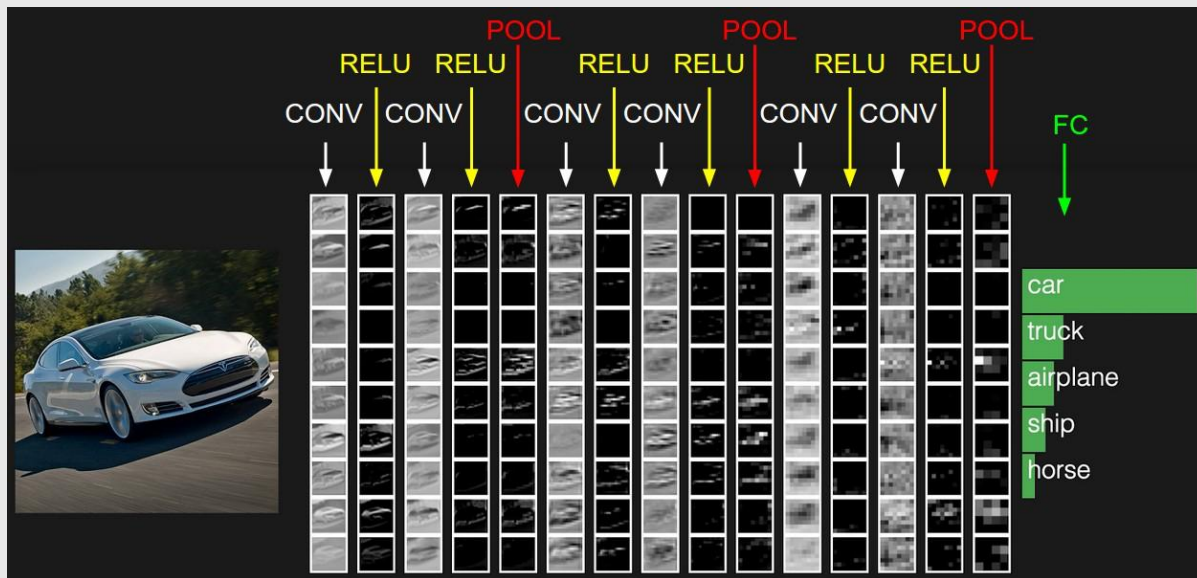 POOL POOL POOL
RELU RELU RELU RELU RELU RELU
CONV CONV CONV CONV CONV CONV
FC
car
truck
airplane
ship
horse